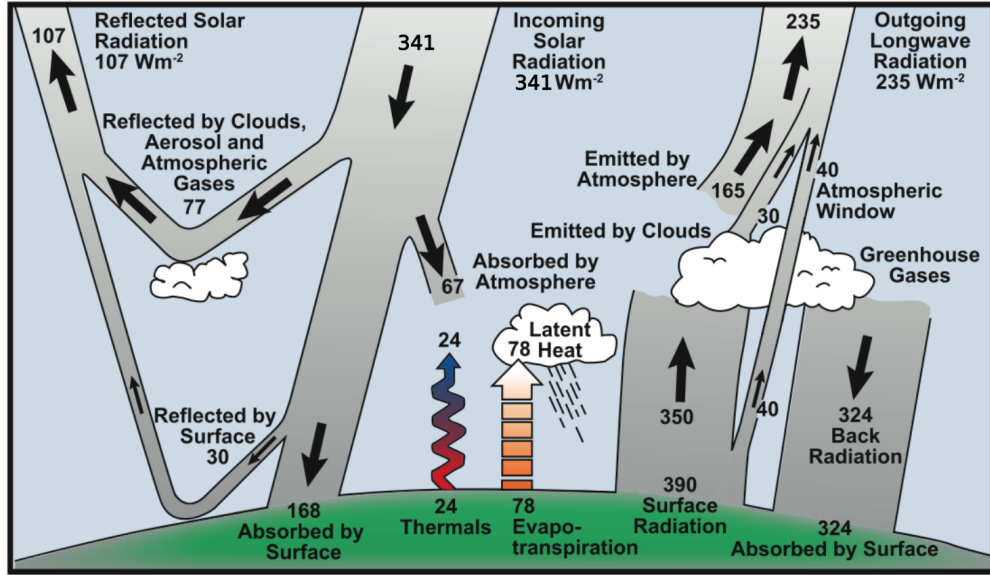 107
Reflected Solar
Radiation
107 Wm-2
341
Incoming
Solar
Radiation
341 Wm-2
235
Outgoing
Longwave
Radiation
235 Wm-2
Reflected by Clouds,
Aerosol and
Atmospheric
Gases
77
Emitted by
Atmosphere
165
40
Atmospheric
Window
30
Emitted by Clouds
Greenhouse
Gases
Absorbed by
Atmosphere
67
24
Latent
78 Heat
350
40
324
Back
Radiation
Reflected by
Surface
30
168
Absorbed by
Surface
24
Thermals
78
Evapo-
transpiration
390
Surface
Radiation
324
Absorbed by Surface